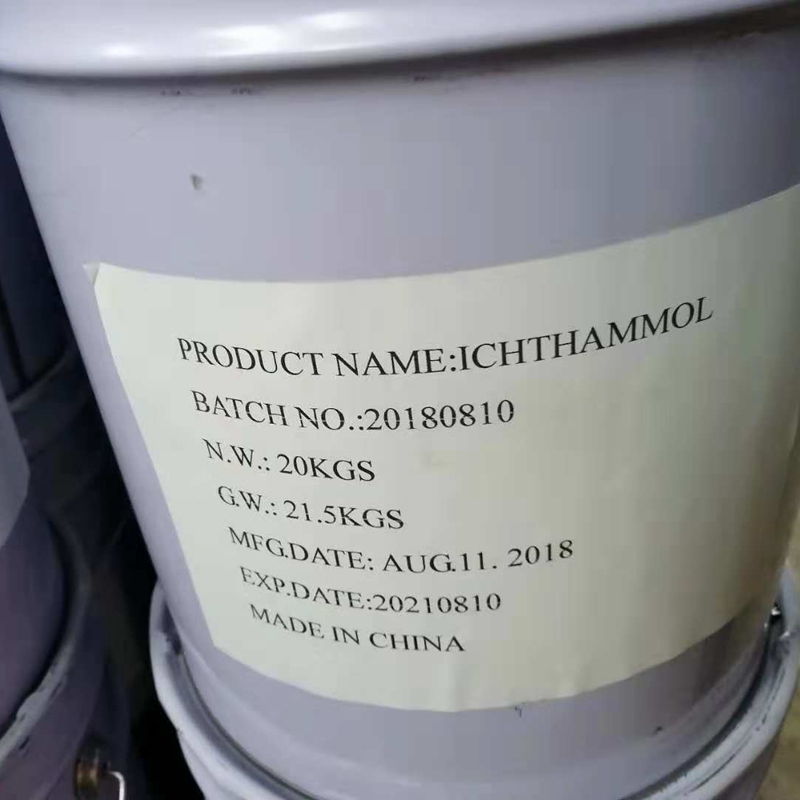 PRODUCT NAME:ICHTHAMMOL
BATCH NO.:20180810
N.W.: 20KGS
G.W.: 21.5KGS
MFG.DATE: AUG.11. 2018
EXP.DATE:20210810
MADE IN CHINA